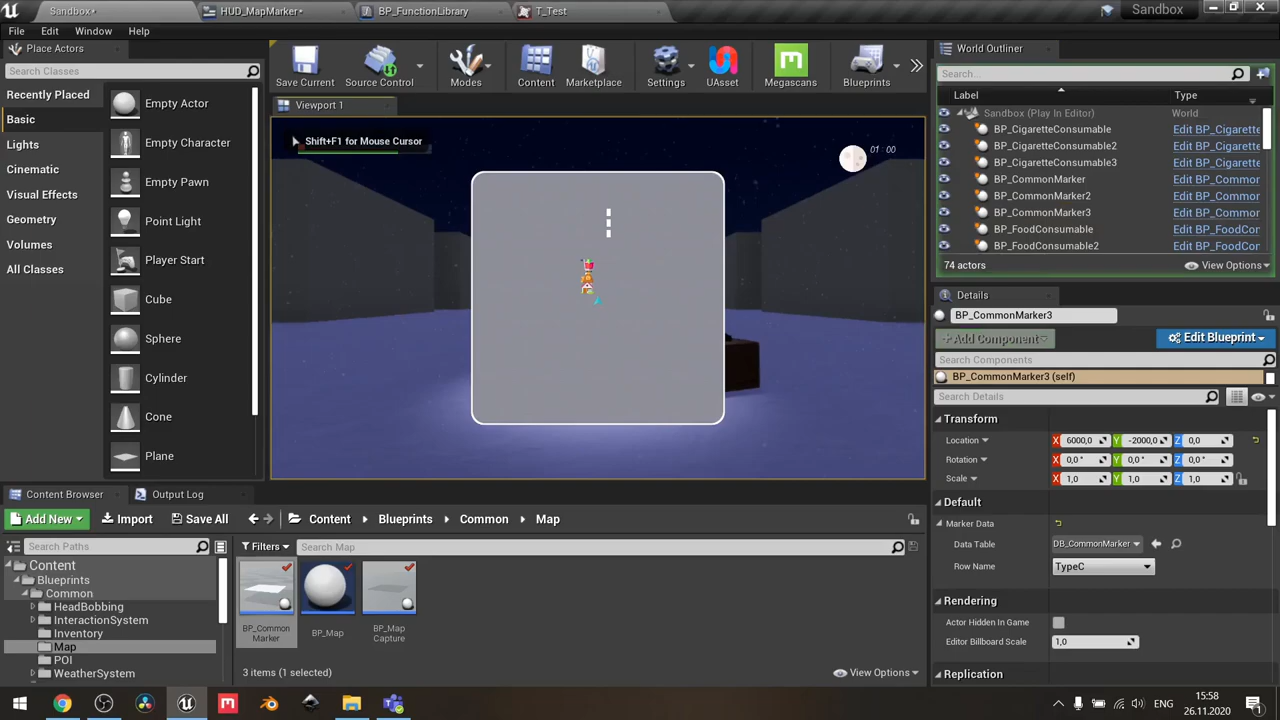 Sandbox*
HUD_MapMarker*
BP_FunctionLibrary
T_Test
Sandbox
File
Edit
Window
Help
Place Actors
Search Classes
Recently Placed
Basic
Lights
Cinematic
Visual Effects
Geometry
Volumes
All Classes
Empty Actor
Empty Character
Empty Pawn
Point Light
Player Start
Cube
Sphere
Cylinder
Cone
Plane
Save Current
Source Control
Modes
Content
Marketplace
Settings
UAsset
Megascans
Blueprints
Viewport 1
Shift+F1 for Mouse Cursor
01 : 00
World Outliner
Search...
Label
Type
Sandbox (Play In Editor)
World
BP_CigaretteConsumable
Edit BP_Cigarette
BP_CigaretteConsumable2
Edit BP_Cigarette
BP_CigaretteConsumable3
Edit BP_Cigarette
BP_CommonMarker
Edit BP_Common
BP_CommonMarker2
Edit BP_Common
BP_CommonMarker3
Edit BP_Common
BP_FoodConsumable
Edit BP_FoodCon
BP_FoodConsumable2
Edit BP_FoodCon
74 actors
View Options
Details
BP_CommonMarker3
+Add Component
Edit Blueprint
Search Components
BP_CommonMarker3 (self)
Search Details
Transform
Location
X 6000,0
Y -2000,0
Z 0,0
Rotation
X 0,0 °
Y 0,0 °
Z 0,0 °
Scale
X 1,0
Y 1,0
Z 1,0
Default
Marker Data
Data Table
DB_CommonMarker
Row Name
TypeC
Rendering
Actor Hidden In Game
Editor Billboard Scale
1,0
Replication
Content Browser
Output Log
Add New
Import
Save All
Content
Blueprints
Common
Map
Search Paths
Filters
Search Map
Content
Blueprints
Common
HeadBobbing
InteractionSystem
Inventory
Map
POI
WeatherSystem
BP_Common
Marker
BP_Map
BP_Map
Capture
3 items (1 selected)
View Options
ENG
15:58
26.11.2020